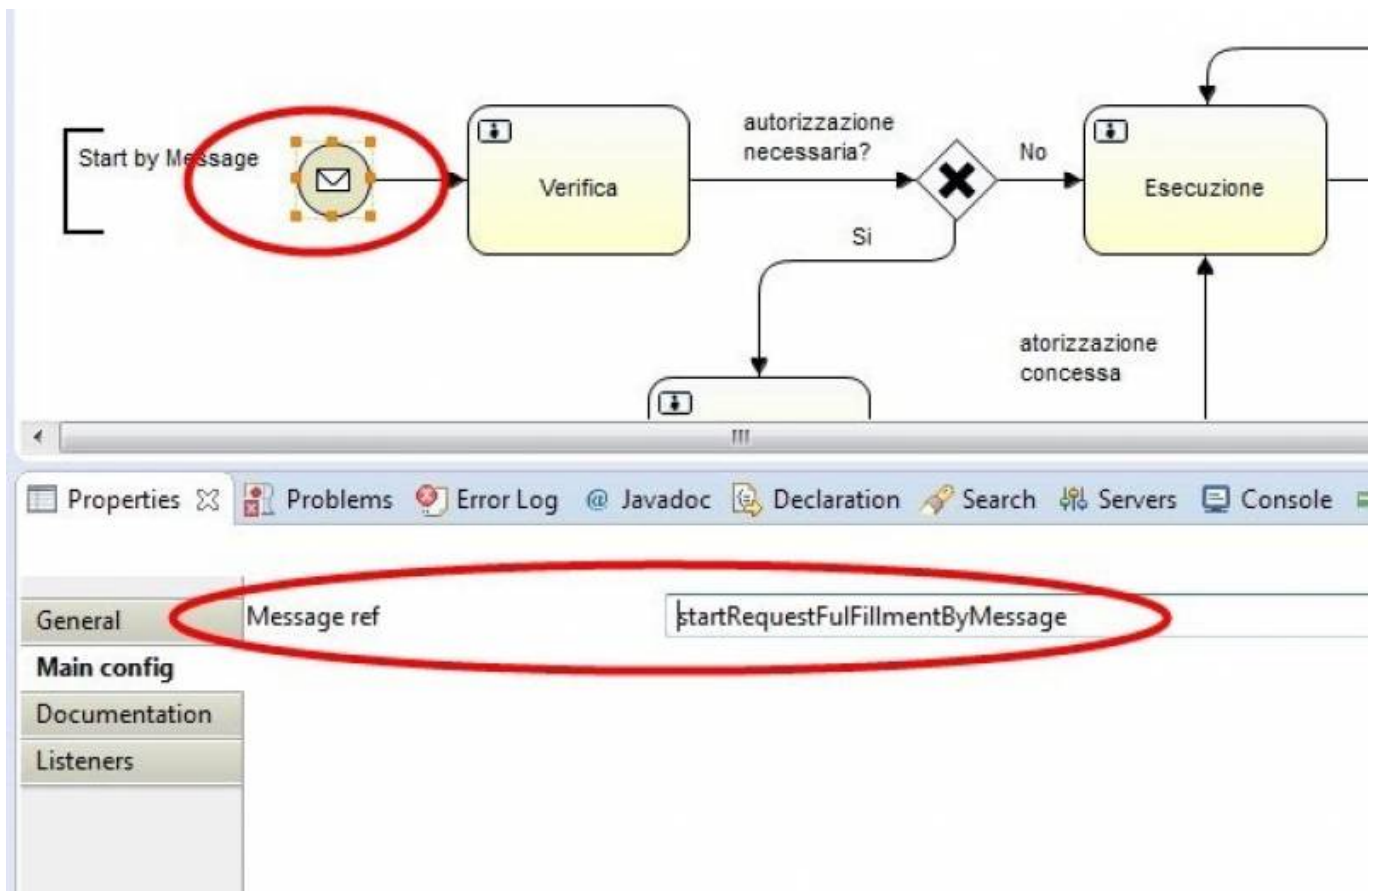 autorizzazione
necessaria?
Start by Message
No
Verifica
Esecuzione
Si
atorizzazione
concessa
Properties Problems Error Log @ Javadoc Declaration Search Servers Console
General
Message ref
startRequestFulFillmentByMessage
Main config
Documentation
Listeners